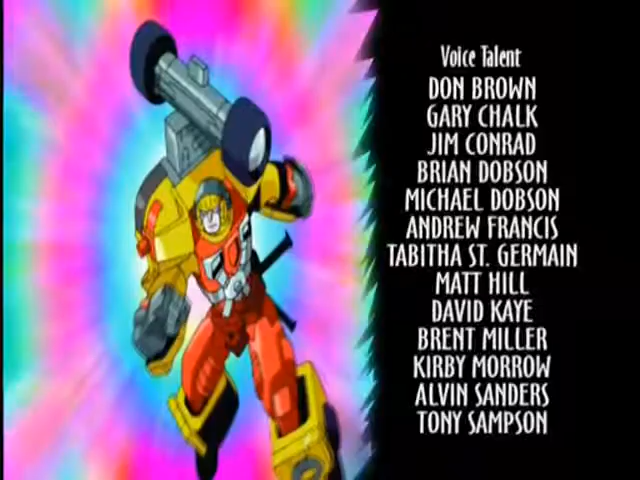 Voice Talent
DON BROWN
GARY CHALK
JIM CONRAD
BRIAN DOBSON
MICHAEL DOBSON
ANDREW FRANCIS
TABITHA ST. GERMAIN
MATT HILL
DAVID KAYE
BRENT MILLER
KIRBY MORROW
ALVIN SANDERS
TONY SAMPSON